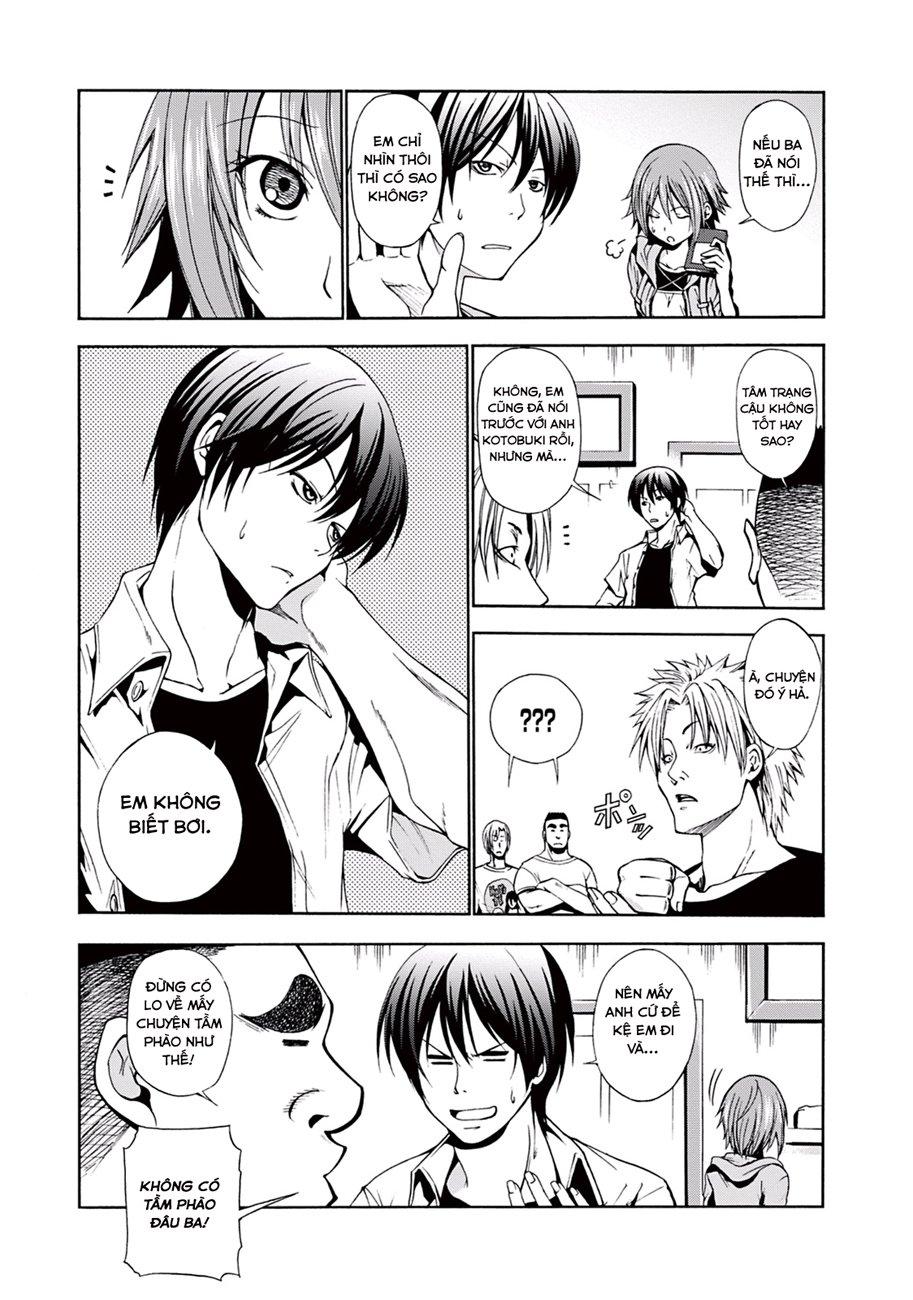 NẾU BA
ĐÃ NÓI
THẾ THÌ...
EM CHỈ
NHÌN THÔI
THÌ CÓ SAO
KHÔNG?
TÂM TRẠNG
CẬU KHÔNG
TỐT HAY
SAO?
KHÔNG, EM
CŨNG ĐÃ NÓI
TRƯỚC VỚI ANH
KOTOBUKI RỒI,
NHƯNG MÀ...
À, CHUYỆN
ĐÓ Ý HẢ.
???
ポンッ
EM KHÔNG
BIẾT BƠI.
NÊN MẤY
ANH CỨ ĐỂ
KỆ EM ĐI
VÀ...
ĐỪNG CÓ
LO VỀ MẤY
CHUYỆN TẦM
PHÀO NHƯ
THẾ!
KHÔNG CÓ
TẦM PHÀO
ĐÂU BA!